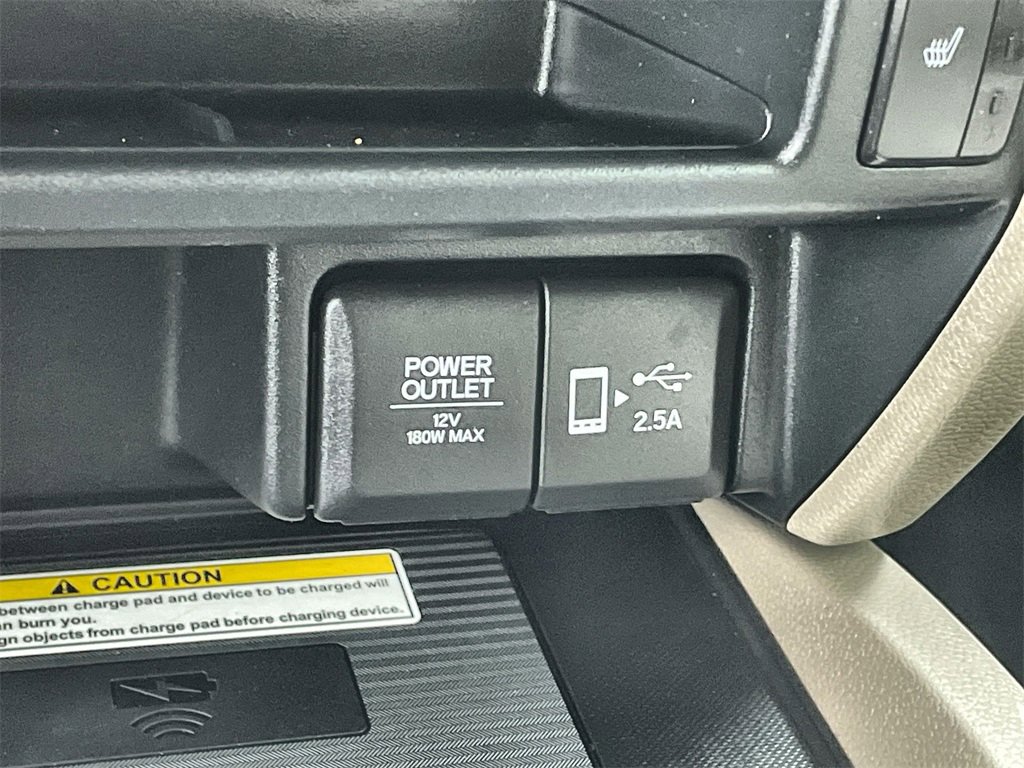 POWER
OUTLET
12V
180W MAX
2.5A
CAUTION
between charge pad and device to be charged will
burn you.
objects from charge pad before charging device.